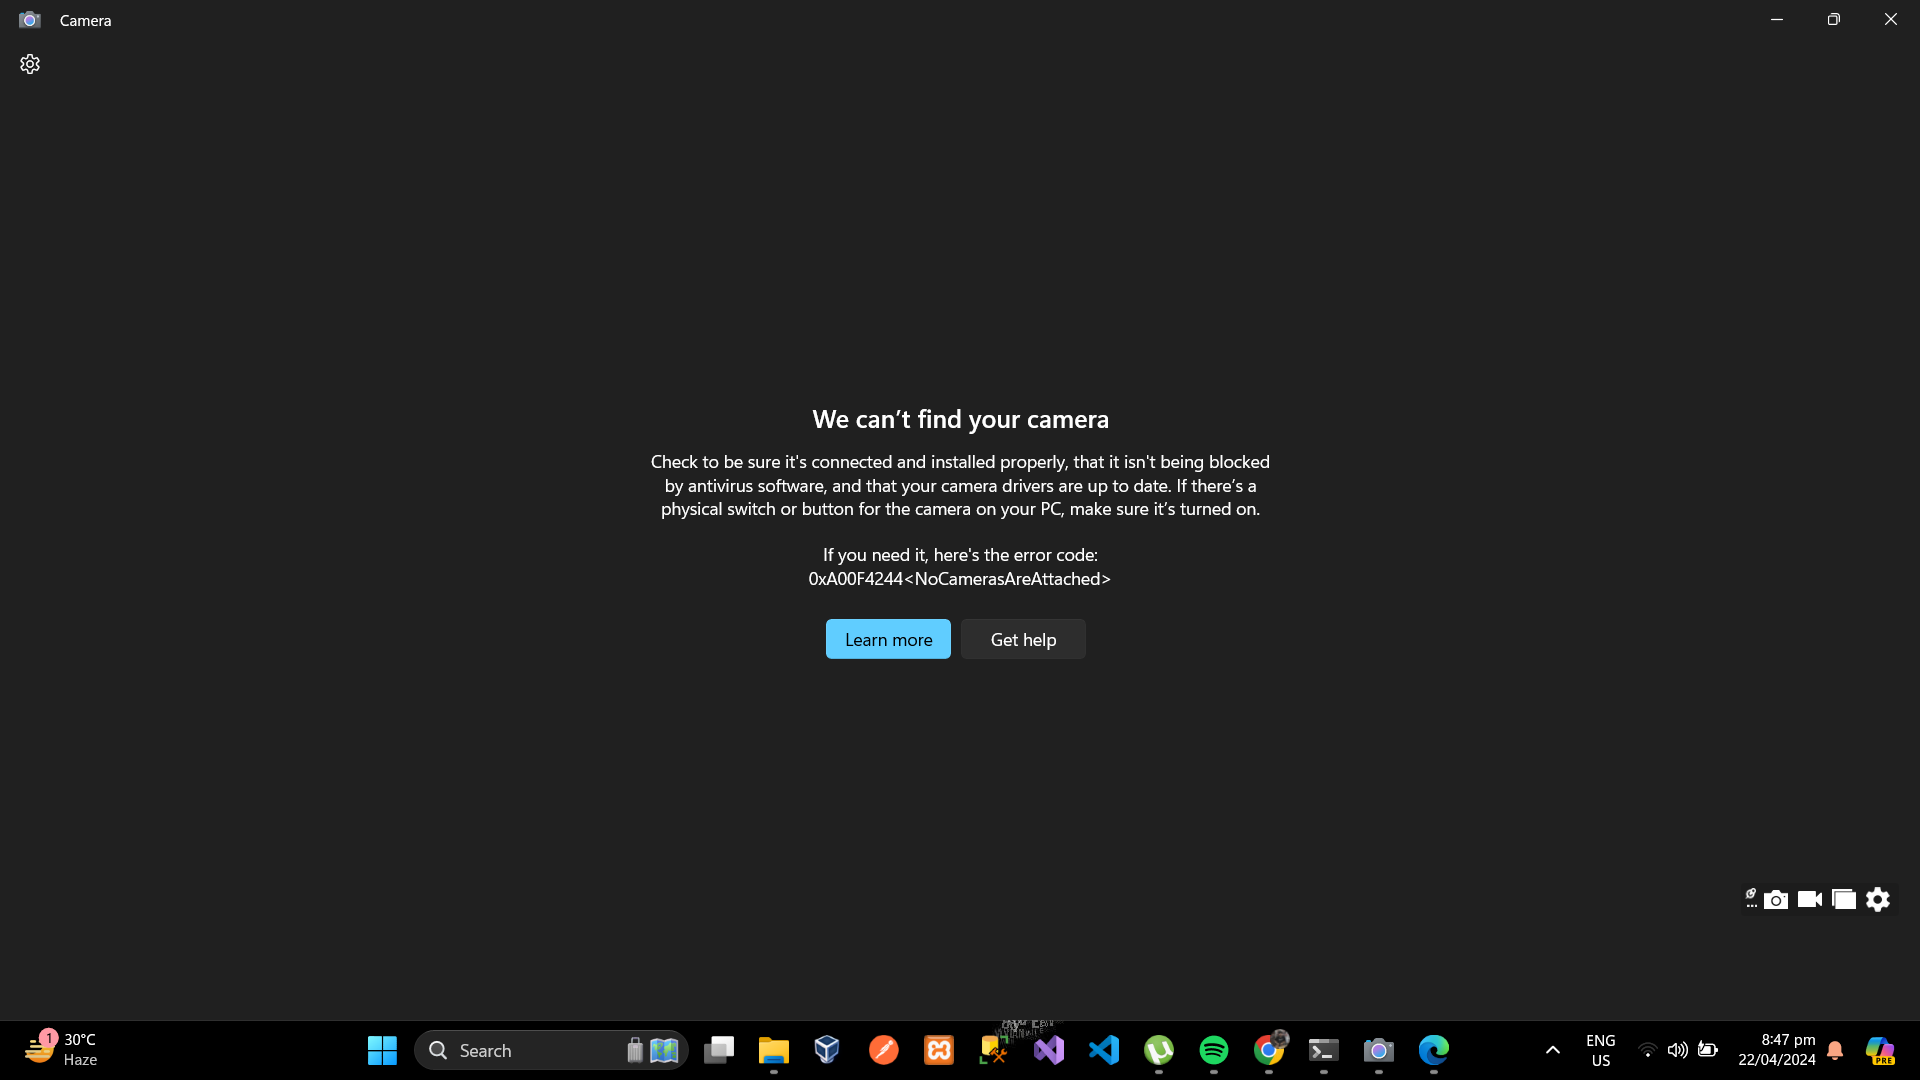 Camera
We can't find your camera
Check to be sure it's connected and installed properly, that it isn't being blocked
by antivirus software, and that your camera drivers are up to date. If there's a
physical switch or button for the camera on your PC, make sure it's turned on.
If you need it, here's the error code:
0xA00F4244<NoCamerasAreAttached>
Learn more
Get help
1
30°C
Haze
Search
ENG
US
8:47 pm
22/04/2024
PRE